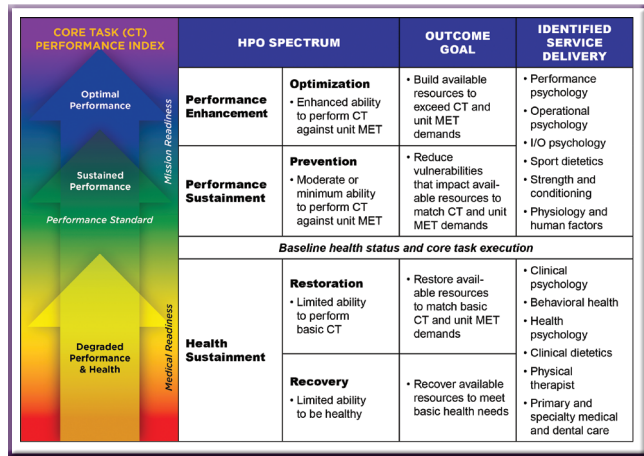 CORE TASK (CT)
PERFORMANCE INDEX
HPO SPECTRUM
OUTCOME
GOAL
IDENTIFIED
SERVICE
DELIVERY
Optimal
Performance
Mission Readiness
Sustained
Performance
Performance Standard
Degraded
Performance
& Health
Medical Readiness
Performance
Enhancement
Optimization
• Enhanced ability
to perform CT
against unit MET
• Build available
resources to
exceed CT and
unit MET
demands
• Performance
psychology
• Operational
psychology
• I/O psychology
• Sport dietetics
• Strength and
conditioning
• Physiology and
human factors
Performance
Sustainment
Prevention
• Moderate or
minimum ability
to perform CT
against unit MET
• Reduce
vulnerabilities
that impact avail-
able resources to
match CT and unit
MET demands
Baseline health status and core task execution
Health
Sustainment
Restoration
• Limited ability
to perform
basic CT
• Restore avail-
able resources
to match basic
CT and unit MET
demands
• Clinical
psychology
• Behavioral health
• Health
psychology
• Clinical dietetics
• Physical
therapist
• Primary and
specialty medical
and dental care
Recovery
• Limited ability
to be healthy
• Recover available
resources to meet
basic health needs